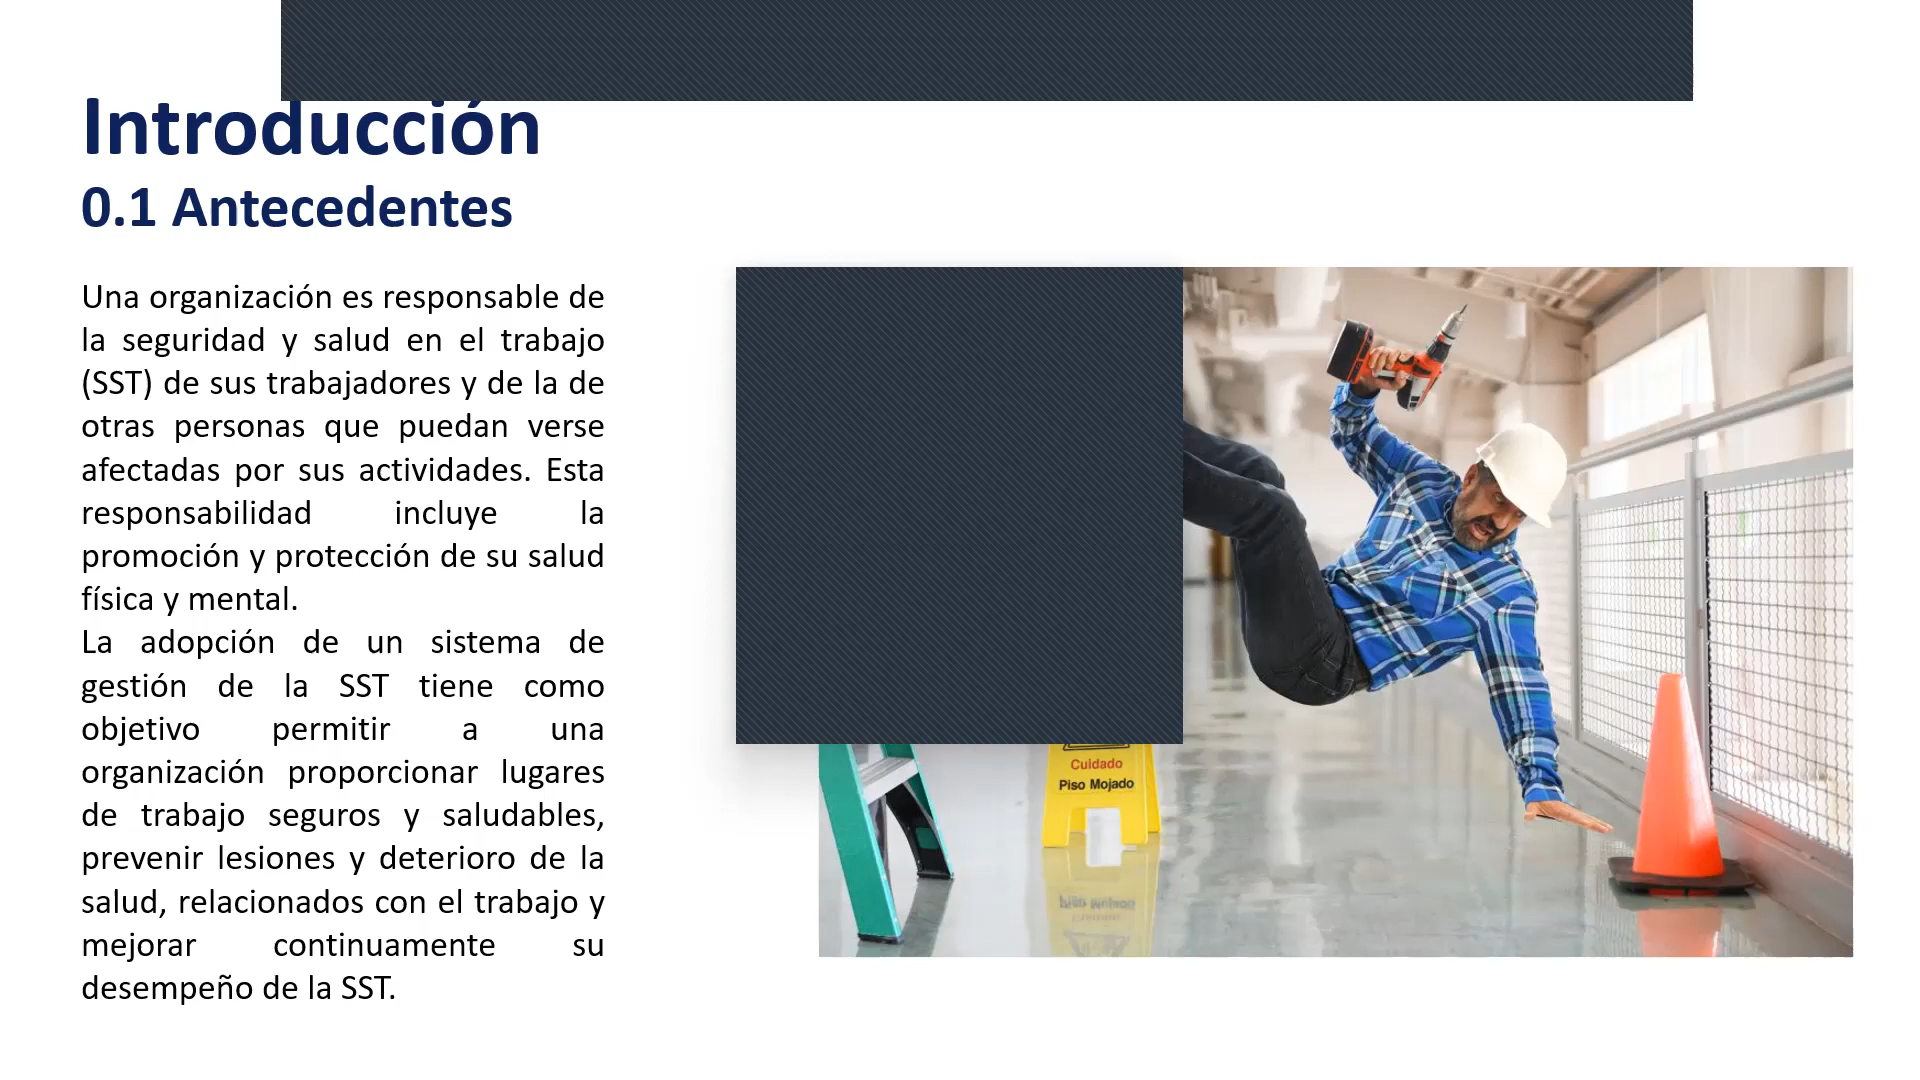 Introducción
0.1 Antecedentes
Una organización es responsable de
la seguridad y salud en el trabajo
(SST) de sus trabajadores y de la de
otras personas que puedan verse
afectadas por sus actividades. Esta
responsabilidad incluye la
promoción y protección de su salud
física y mental.
La adopción de un sistema de
gestión de la SST tiene como
objetivo permitir a una
organización proporcionar lugares
de trabajo seguros y saludables,
prevenir lesiones y deterioro de la
salud, relacionados con el trabajo y
mejorar continuamente su
desempeño de la SST.
Cuidado
Piso Mojado